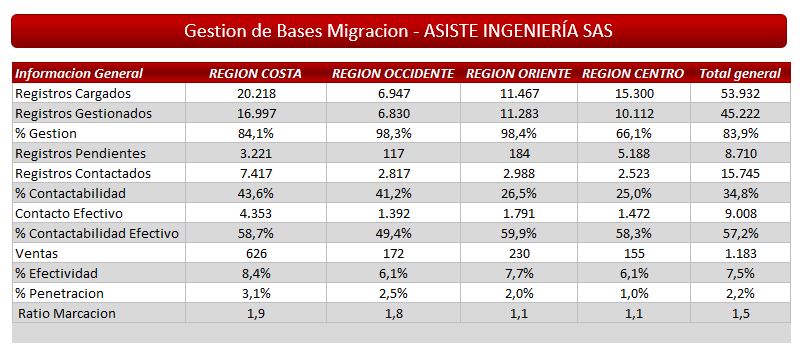 Gestion de Bases Migracion - ASISTE INGENIERÍA SAS
Informacion General REGION COSTA REGION OCCIDENTE REGION ORIENTE REGION CENTRO Total general
Registros Cargados 20.218 6.947 11.467 15.300 53.932
Registros Gestionados 16.997 6.830 11.283 10.112 45.222
% Gestion 84,1% 98,3% 98,4% 66,1% 83,9%
Registros Pendientes 3.221 117 184 5.188 8.710
Registros Contactados 7.417 2.817 2.988 2.523 15.745
% Contactabilidad 43,6% 41,2% 26,5% 25,0% 34,8%
Contacto Efectivo 4.353 1.392 1.791 1.472 9.008
% Contactabilidad Efectivo 58,7% 49,4% 59,9% 58,3% 57,2%
Ventas 626 172 230 155 1.183
% Efectividad 8,4% 6,1% 7,7% 6,1% 7,5%
% Penetracion 3,1% 2,5% 2,0% 1,0% 2,2%
Ratio Marcacion 1,9 1,8 1,1 1,1 1,5